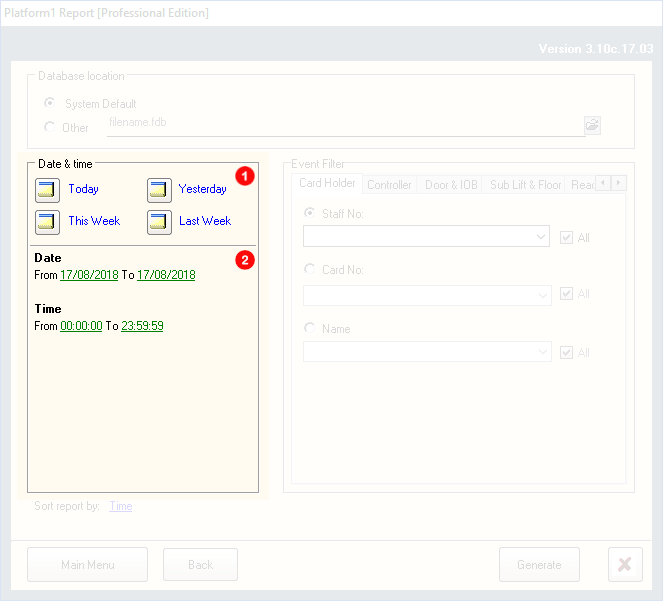 Platform1 Report [Professional Edition]
Version 3.10c.17.03
Database location
System Default
Other filename.fdb
Date & time
1
Today Yesterday
This Week Last Week
2
Date
From 17/08/2018 To 17/08/2018
Time
From 00:00:00 To 23:59:59
Event Filter
Card Holder Controller Door & IOB Sub Lift & Floor Read
Staff No:
All
Card No:
All
Name
All
Sort report by: Time
Main Menu Back Generate